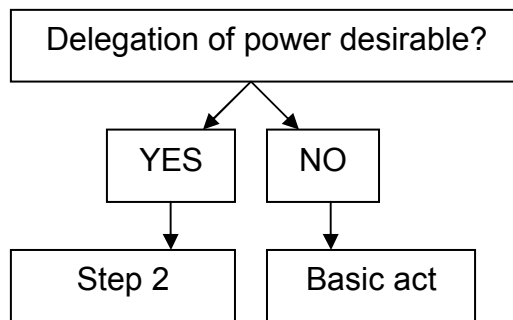 Delegation of power desirable?
YES
NO
Step 2
Basic act